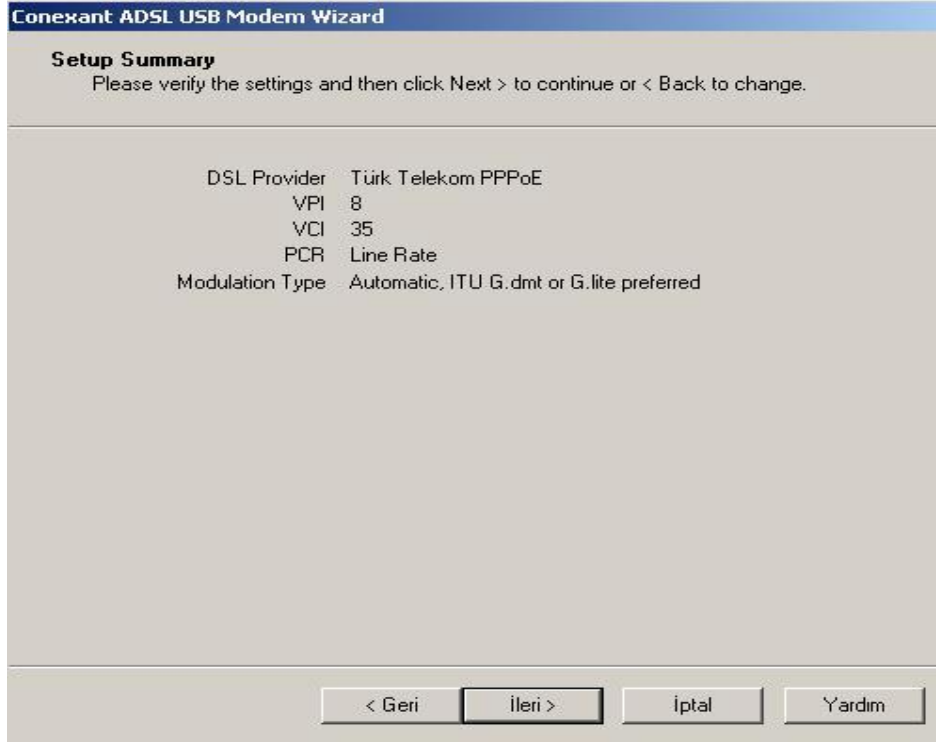 Conexant ADSL USB Modem Wizard
Setup Summary
Please verify the settings and then click Next > to continue or < Back to change.
DSL Provider Türk Telekom PPPoE
VPI 8
VCI 35
PCR Line Rate
Modulation Type Automatic, ITU G.dmt or G.lite preferred
< Geri İleri > İptal Yardım